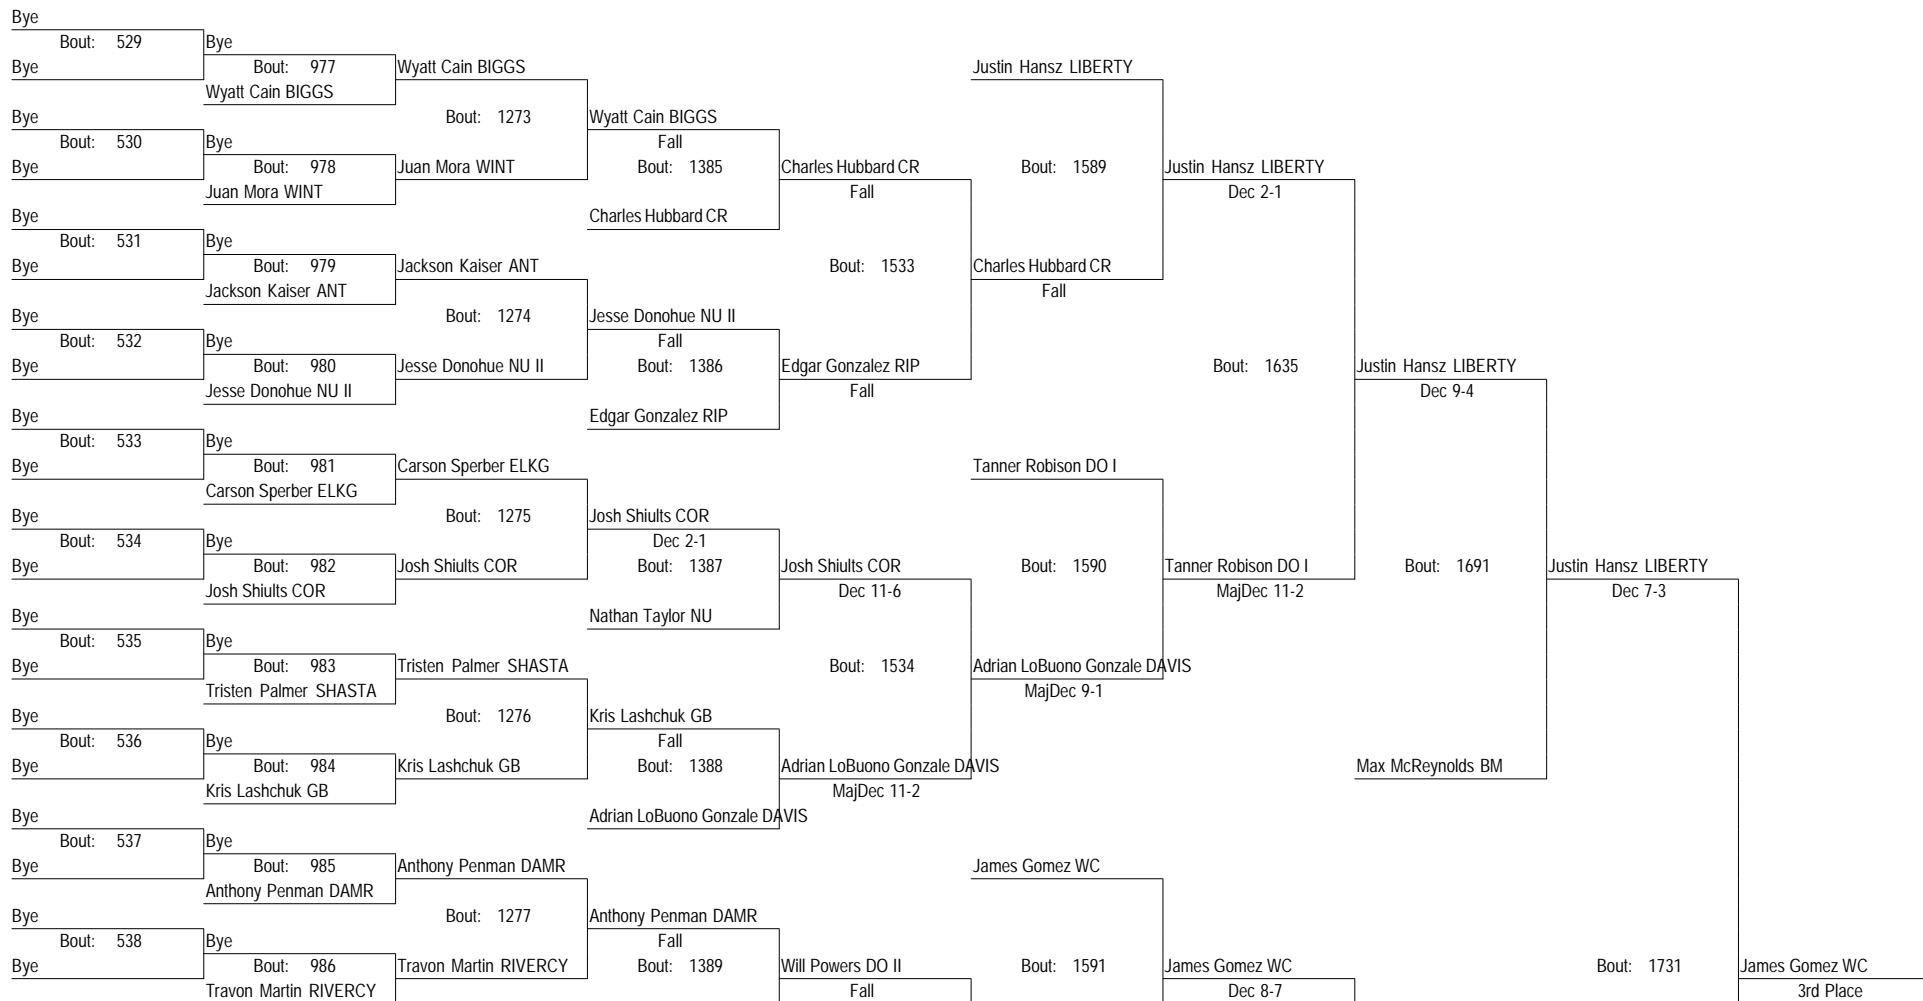 Bye
Bout: 529 Bye
Bye Bout: 977 Wyatt Cain BIGGS Justin Hansz LIBERTY
Wyatt Cain BIGGS
Bye Bout: 1273 Wyatt Cain BIGGS
Bout: 530 Bye Fall
Bye Bout: 978 Juan Mora WINT Bout: 1385 Charles Hubbard CR Bout: 1589 Justin Hansz LIBERTY
Juan Mora WINT Fall Dec 2-1
Bye Charles Hubbard CR
Bout: 531 Bye
Bye Bout: 979 Jackson Kaiser ANT Bout: 1533 Charles Hubbard CR
Jackson Kaiser ANT Fall
Bye Bout: 1274 Jesse Donohue NU II
Bout: 532 Bye Fall
Bye Bout: 980 Jesse Donohue NU II Bout: 1386 Edgar Gonzalez RIP Bout: 1635 Justin Hansz LIBERTY
Jesse Donohue NU II Fall Dec 9-4
Bye Edgar Gonzalez RIP
Bout: 533 Bye
Bye Bout: 981 Carson Sperber ELKG Tanner Robison DO I
Carson Sperber ELKG
Bye Bout: 1275 Josh Shiults COR
Bout: 534 Bye Dec 2-1
Bye Bout: 982 Josh Shiults COR Bout: 1387 Josh Shiults COR Bout: 1590 Tanner Robison DO I Bout: 1691 Justin Hansz LIBERTY
Josh Shiults COR Dec 11-6 MajDec 11-2 Dec 7-3
Bye Nathan Taylor NU
Bout: 535 Bye
Bye Bout: 983 Tristen Palmer SHASTA Bout: 1534 Adrian LoBuono Gonzale DAVIS
Tristen Palmer SHASTA MajDec 9-1
Bye Bout: 1276 Kris Lashchuk GB
Bout: 536 Bye Fall
Bye Bout: 984 Kris Lashchuk GB Bout: 1388 Adrian LoBuono Gonzale DAVIS Max McReynolds BM
Kris Lashchuk GB MajDec 11-2
Bye Adrian LoBuono Gonzale DAVIS
Bout: 537 Bye
Bye Bout: 985 Anthony Penman DAMR James Gomez WC
Anthony Penman DAMR
Bye Bout: 1277 Anthony Penman DAMR
Bout: 538 Bye Fall
Bye Bout: 986 Travon Martin RIVERCY Bout: 1389 Will Powers DO II Bout: 1591 James Gomez WC Bout: 1731 James Gomez WC
Travon Martin RIVERCY Fall Dec 8-7 3rd Place